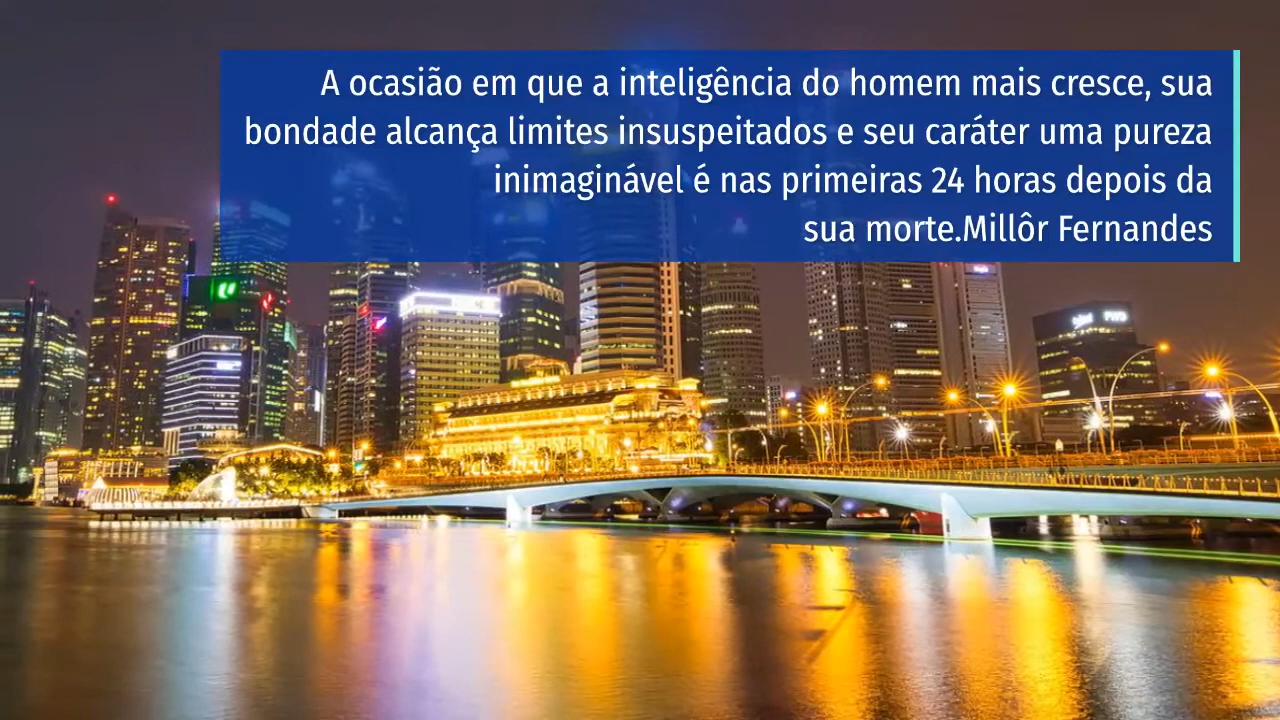 A ocasião em que a inteligência do homem mais cresce, sua
bondade alcança limites insuspeitados e seu caráter uma pureza
inimaginável é nas primeiras 24 horas depois da
sua morte.Millôr Fernandes